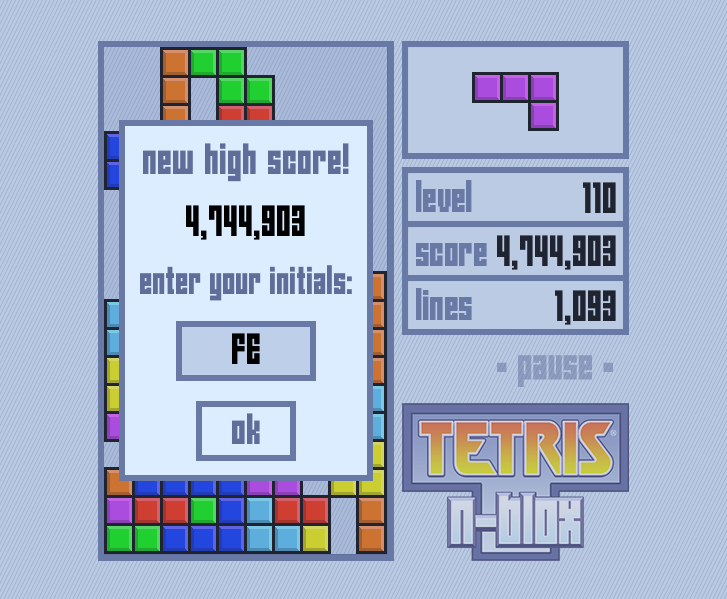 new high score!
4,744,903
enter your initials:
FE
ok
level 110
score 4,744,903
lines 1,093
- pause -
TETRIS®
n-blox